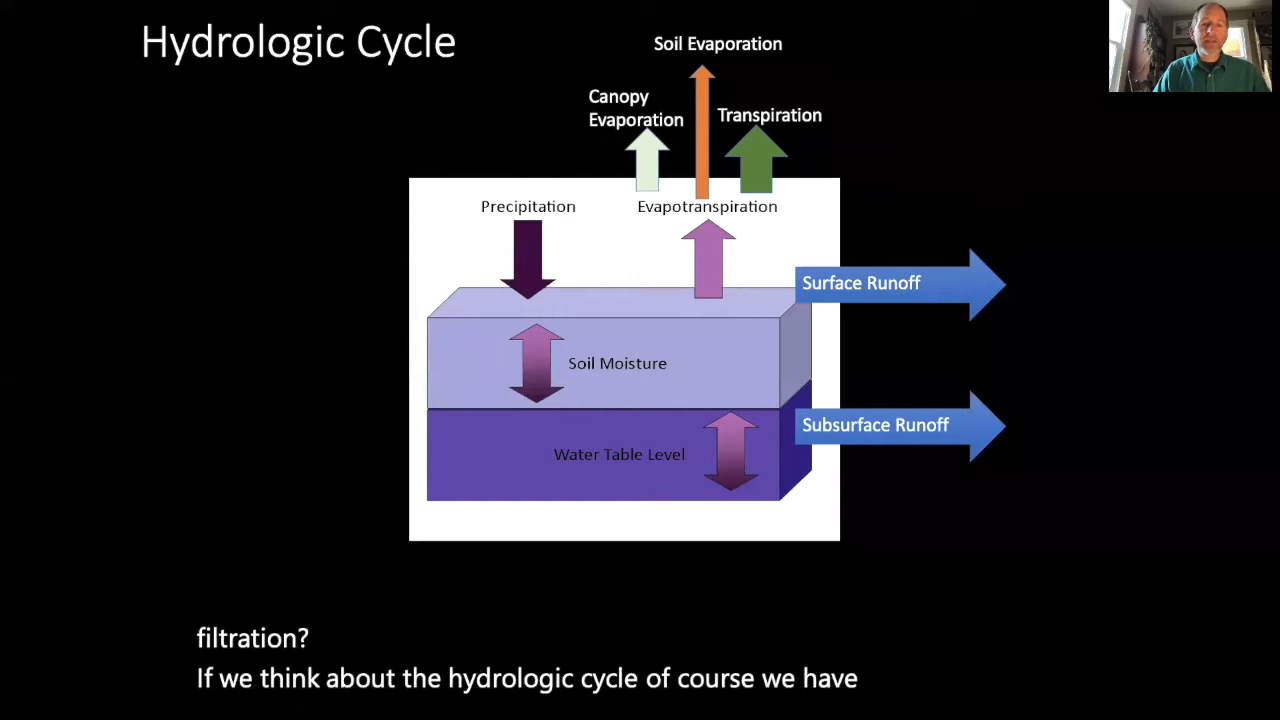 Hydrologic Cycle
Soil Evaporation
Canopy
Evaporation
Transpiration
Precipitation
Evapotranspiration
Surface Runoff
Soil Moisture
Subsurface Runoff
Water Table Level
filtration?
If we think about the hydrologic cycle of course we have